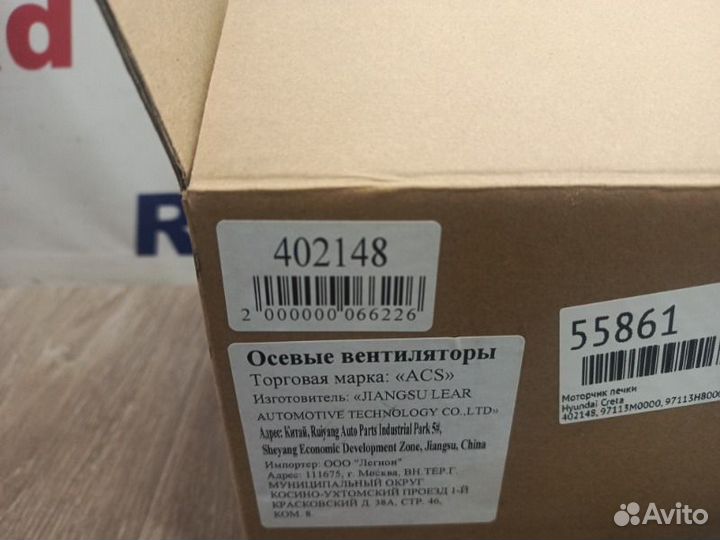 d
R
402148
2 000000 066226
Осевые вентиляторы
Торговая марка: «ACS»
Изготовитель: «JIANGSU LEAR
AUTOMOTIVE TECHNOLOGY CO.,LTD»
Адрес: Китай, Ruiyang Auto Parts Industrial Park 5#,
Sheyang Economic Development Zone, Jiangsu, China
Импортер: ООО "Легион"
Адрес: 111675, г. Москва, ВН.ТЕР.Г.
МУНИЦИПАЛЬНЫЙ ОКРУГ
КОСИНО-УХТОМСКИЙ ПРОЕЗД 1-Й
КРАСКОВСКИЙ Д. 38А, СТР. 46,
КОМ. 8
55861
Моторчик печки
Hyundai Creta
402148, 97113M0000, 97113H8000
Avito